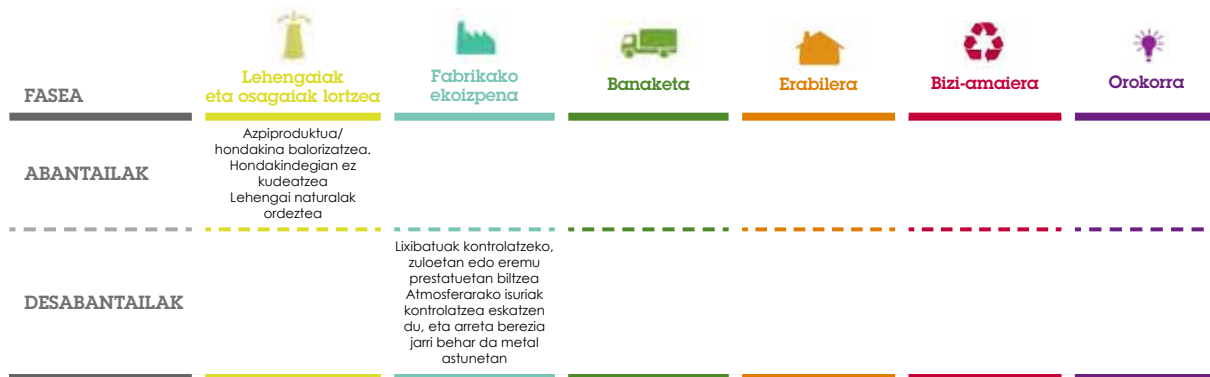 FASEA
Lehengaiak
eta osagaiak lortzea
Fabrikako
ekoizpena
Banaketa
Erabilera
Bizi-amaiera
Orokorra
ABANTAILAK
Azpiproduktua/
hondakina balorizatzea.
Hondakindegian ez
kudeatzea
Lehengai naturalak
ordeztea
DESABANTAILAK
Lixibatuak kontrolatzeko,
zuloetan edo eremu
prestatuetan biltzea
Atmosferarako isuriak
kontrolatzea eskatzen
du, eta arreta berezia
jarri behar da metal
astunetan